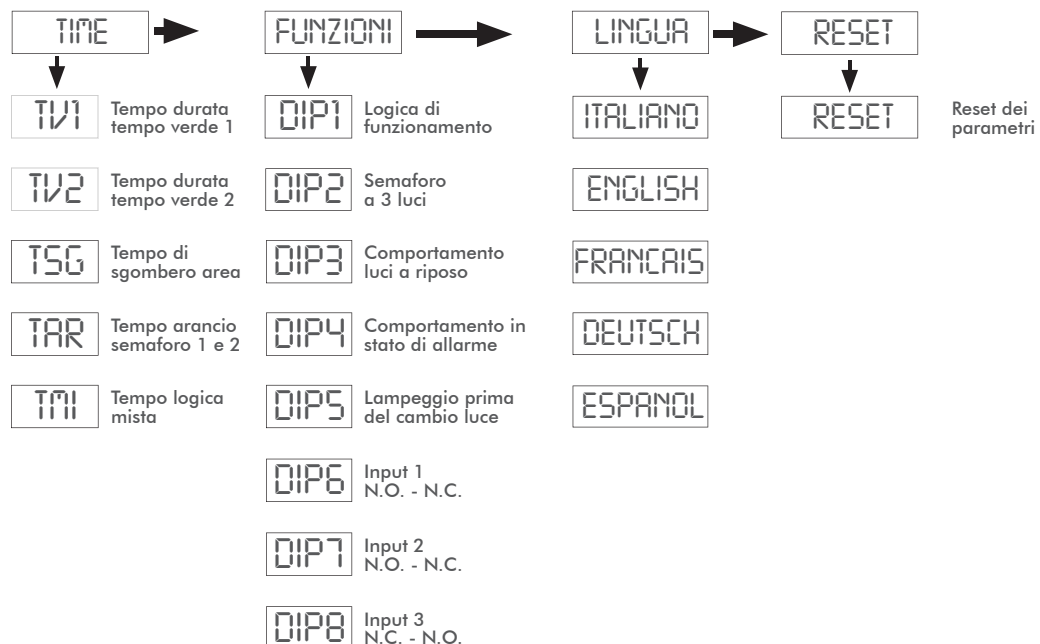 TIME
FUNZIONI
LINGUA
RESET
TV1
Tempo durata
tempo verde 1
DIP1
Logica di
funzionamento
ITALIANO
RESET
Reset dei
parametri
TV2
Tempo durata
tempo verde 2
DIP2
Semaforo
a 3 luci
ENGLISH
TSG
Tempo di
sgombero area
DIP3
Comportamento
luci a riposo
FRANCAIS
TAR
Tempo arancio
semaforo 1 e 2
DIP4
Comportamento in
stato di allarme
DEUTSCH
TMI
Tempo logica
mista
DIP5
Lampeggio prima
del cambio luce
ESPANOL
DIP6
Input 1
N.O. - N.C.
DIP7
Input 2
N.O. - N.C.
DIP8
Input 3
N.C. - N.O.